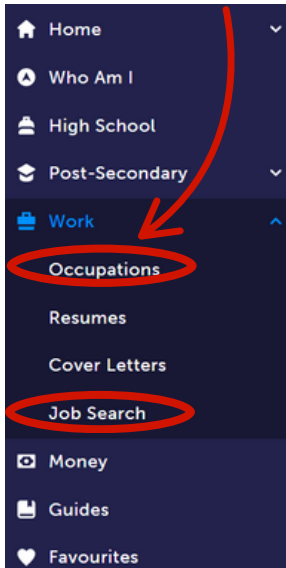 Home
Who Am I
High School
Post-Secondary
Work
Occupations
Resumes
Cover Letters
Job Search
Money
Guides
Favourites